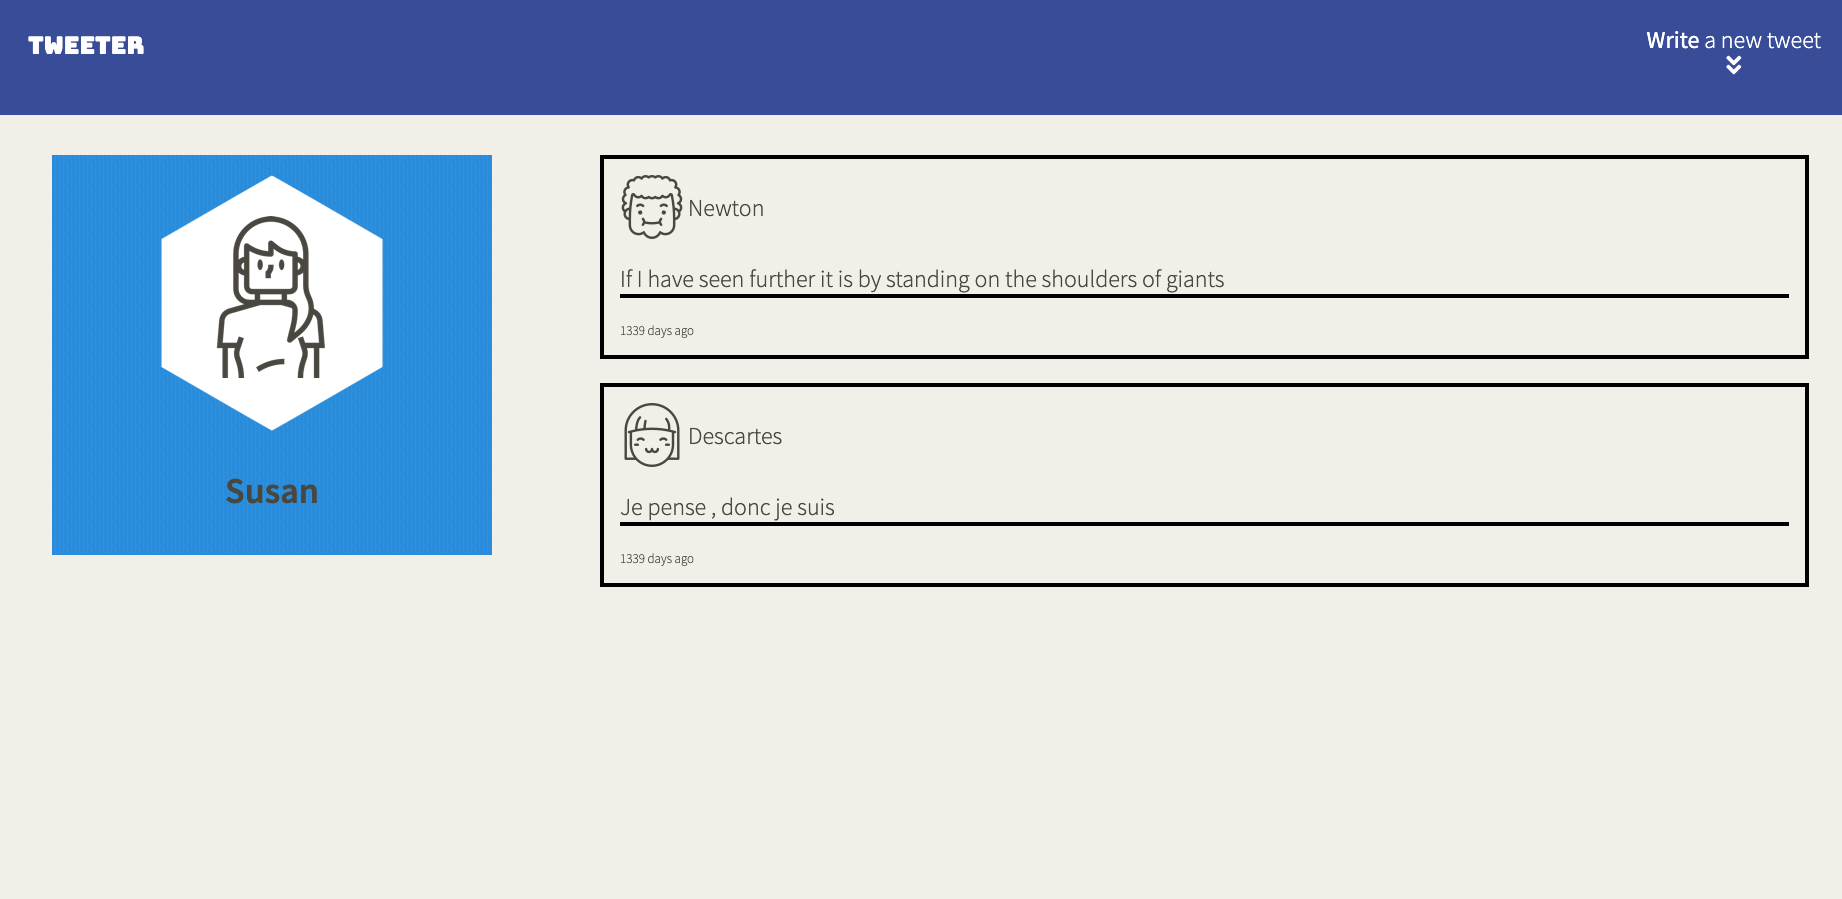 TWEETER
Write a new tweet
Susan
Newton
If I have seen further it is by standing on the shoulders of giants
1339 days ago
Descartes
Je pense , donc je suis
1339 days ago